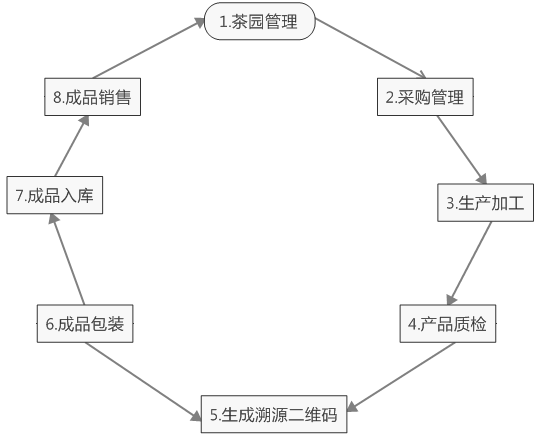 1.茶园管理
2.采购管理
3.生产加工
4.产品质检
5.生成溯源二维码
6.成品包装
7.成品入库
8.成品销售